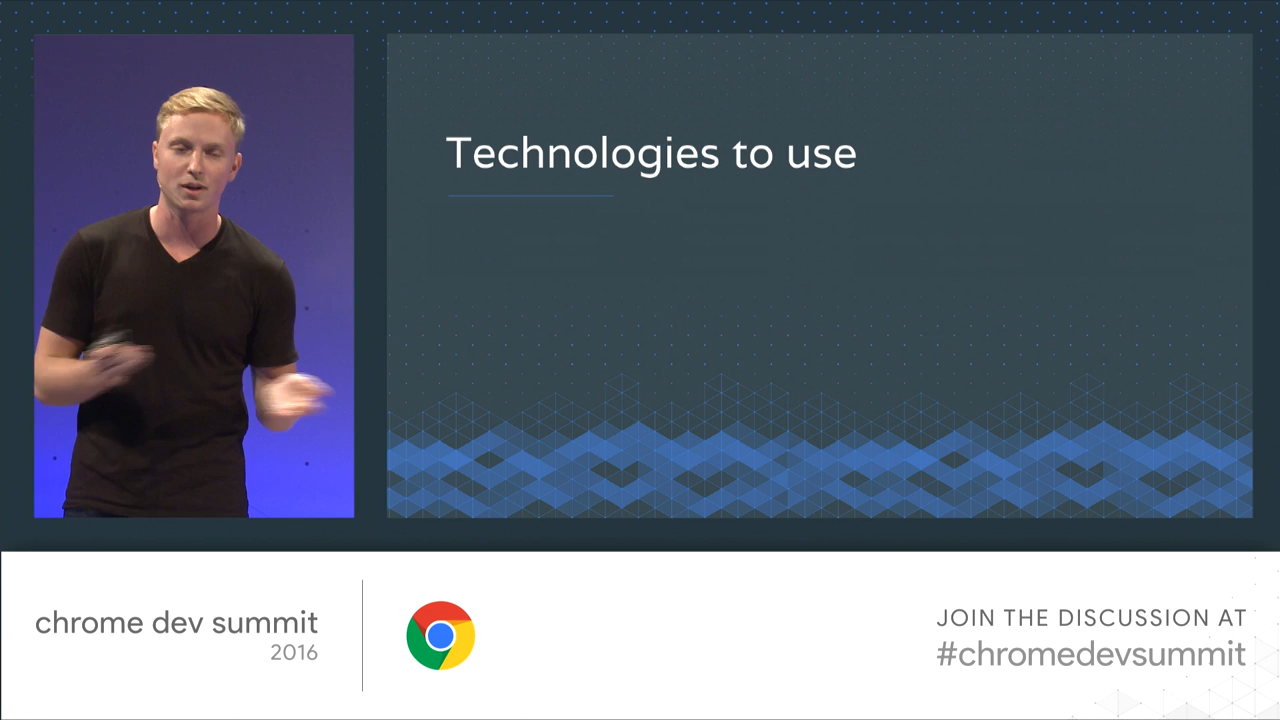 Technologies to use
chrome dev summit
2016
JOIN THE DISCUSSION AT
#chromedevsummit